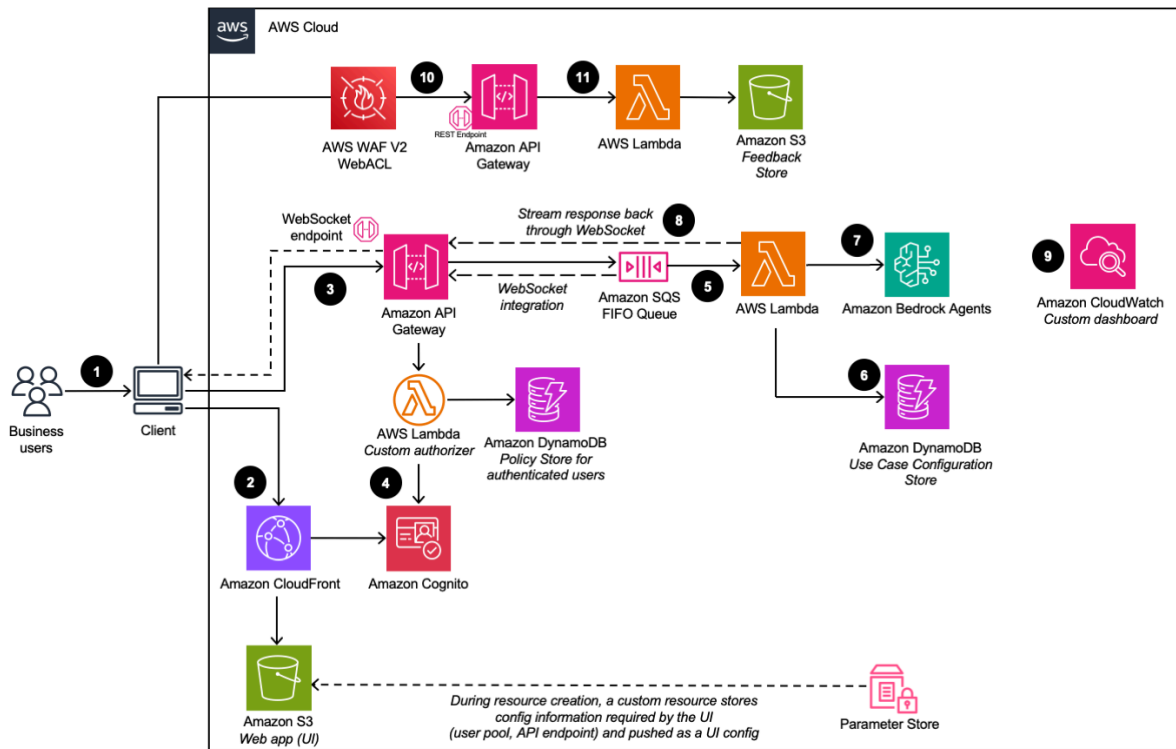 aws
AWS Cloud
10
11
REST Endpoint
AWS WAF V2
WebACL
Amazon API
Gateway
AWS Lambda
Amazon S3
Feedback
Store
WebSocket
endpoint
Stream response back
through WebSocket
8
7
9
3
WebSocket
integration
5
Amazon API
Gateway
Amazon SQS
FIFO Queue
AWS Lambda
Amazon Bedrock Agents
Amazon CloudWatch
Custom dashboard
1
Business
users
Client
AWS Lambda
Custom authorizer
Amazon DynamoDB
Policy Store for
authenticated users
6
Amazon DynamoDB
Use Case Configuration
Store
2
4
Amazon CloudFront
Amazon Cognito
Amazon S3
Web app (UI)
During resource creation, a custom resource stores
config information required by the UI
(user pool, API endpoint) and pushed as a UI config
Parameter Store